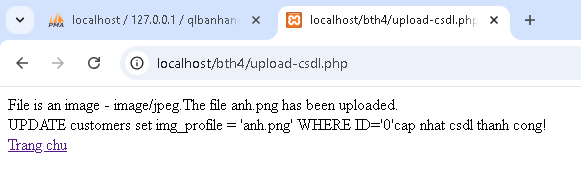 localhost / 127.0.0.1 / qlbanhan
localhost/bth4/upload-csdl.php
localhost/bth4/upload-csdl.php
File is an image - image/jpeg.The file anh.png has been uploaded.
UPDATE customers set img_profile = 'anh.png' WHERE ID='0'cap nhat csdl thanh cong!
Trang chu